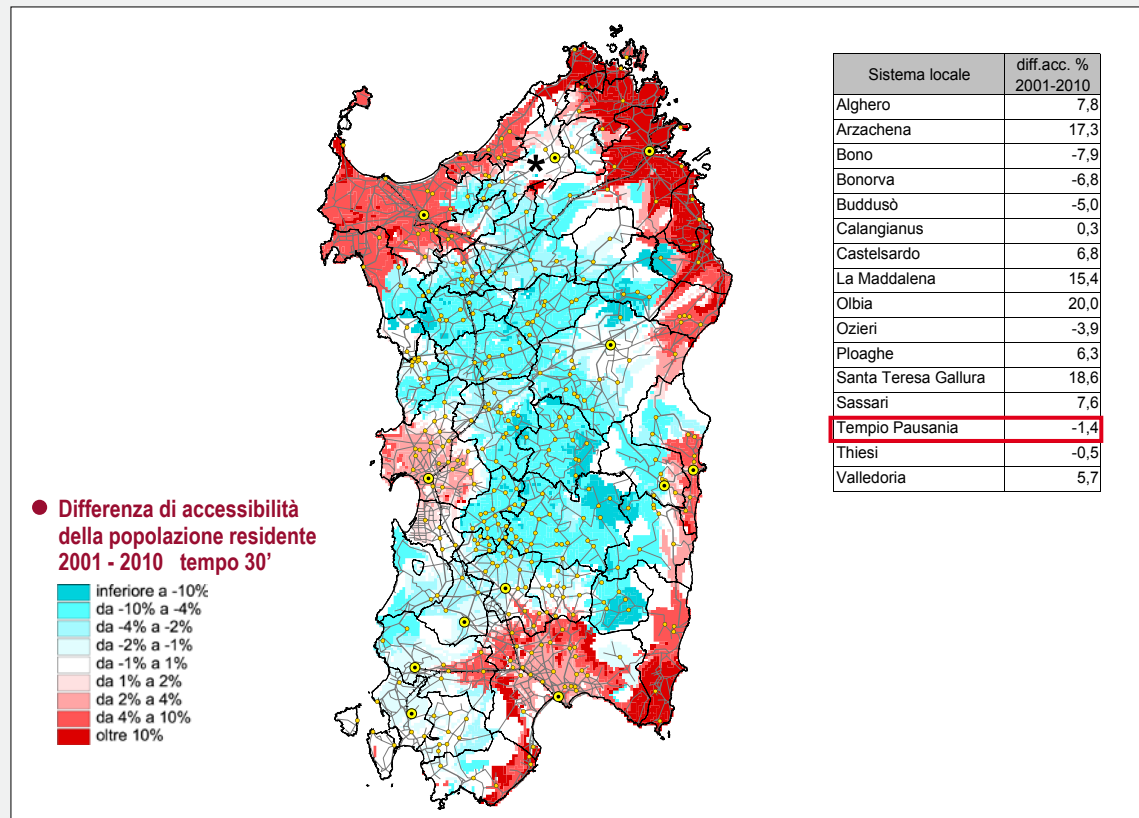 Sistema locale diff.acc. % 2001-2010
Alghero 7,8
Arzachena 17,3
Bono -7,9
Bonorva -6,8
Buddusò -5,0
Calangianus 0,3
Castelsardo 6,8
La Maddalena 15,4
Olbia 20,0
Ozieri -3,9
Ploaghe 6,3
Santa Teresa Gallura 18,6
Sassari 7,6
Tempio Pausania -1,4
Thiesi -0,5
Valledoria 5,7
*
● Differenza di accessibilità
della popolazione residente
2001 - 2010 tempo 30’
inferiore a -10%
da -10% a -4%
da -4% a -2%
da -2% a -1%
da -1% a 1%
da 1% a 2%
da 2% a 4%
da 4% a 10%
oltre 10%